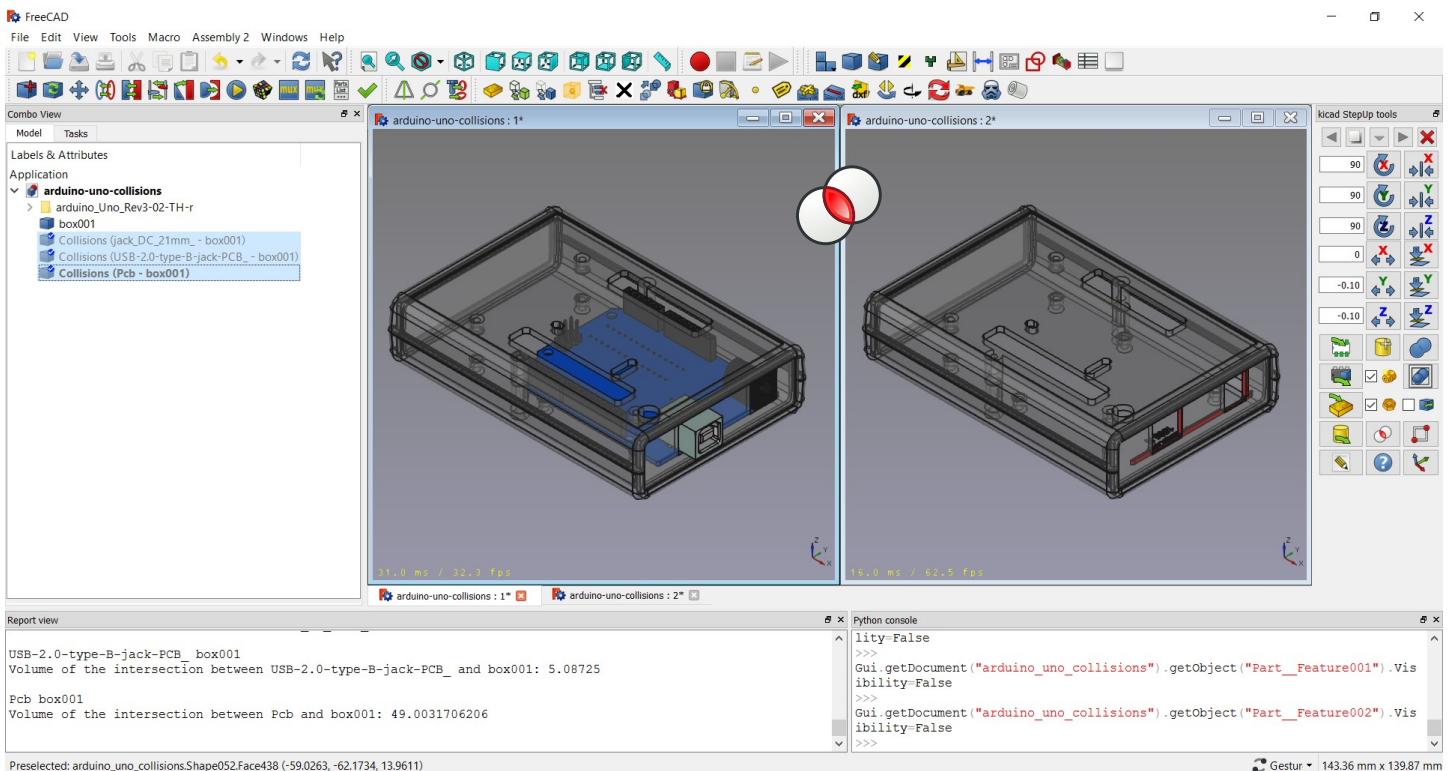 FreeCAD
File Edit View Tools Macro Assembly 2 Windows Help
Combo View
Model Tasks
Labels & Attributes
Application
arduino-uno-collisions
arduino_Uno_Rev3-02-TH-r
box001
Collisions (jack_DC_21mm_ - box001)
Collisions (USB-2.0-type-B-jack-PCB_ - box001)
Collisions (Pcb - box001)
arduino-uno-collisions : 1*
31.0 ms / 32.3 fps
Z
Y
X
arduino-uno-collisions : 2*
16.0 ms / 62.5 fps
Z
Y
X
arduino-uno-collisions : 1*
arduino-uno-collisions : 2*
kicad StepUp tools
90 X X
90 Y Y
90 Z Z
0 X X
-0.10 Y Y
-0.10 Z Z
Report view
USB-2.0-type-B-jack-PCB_ box001
Volume of the intersection between USB-2.0-type-B-jack-PCB_ and box001: 5.08725
Pcb box001
Volume of the intersection between Pcb and box001: 49.0031706206
Python console
lity=False
>>>
Gui.getDocument("arduino_uno_collisions").getObject("Part__Feature001").Vis
ibility=False
>>>
Gui.getDocument("arduino_uno_collisions").getObject("Part__Feature002").Vis
ibility=False
>>>
Preselected: arduino_uno_collisions.Shape052.Face438 (-59.0263, -62.1734, 13.9611)
Gestur 143.36 mm x 139.87 mm